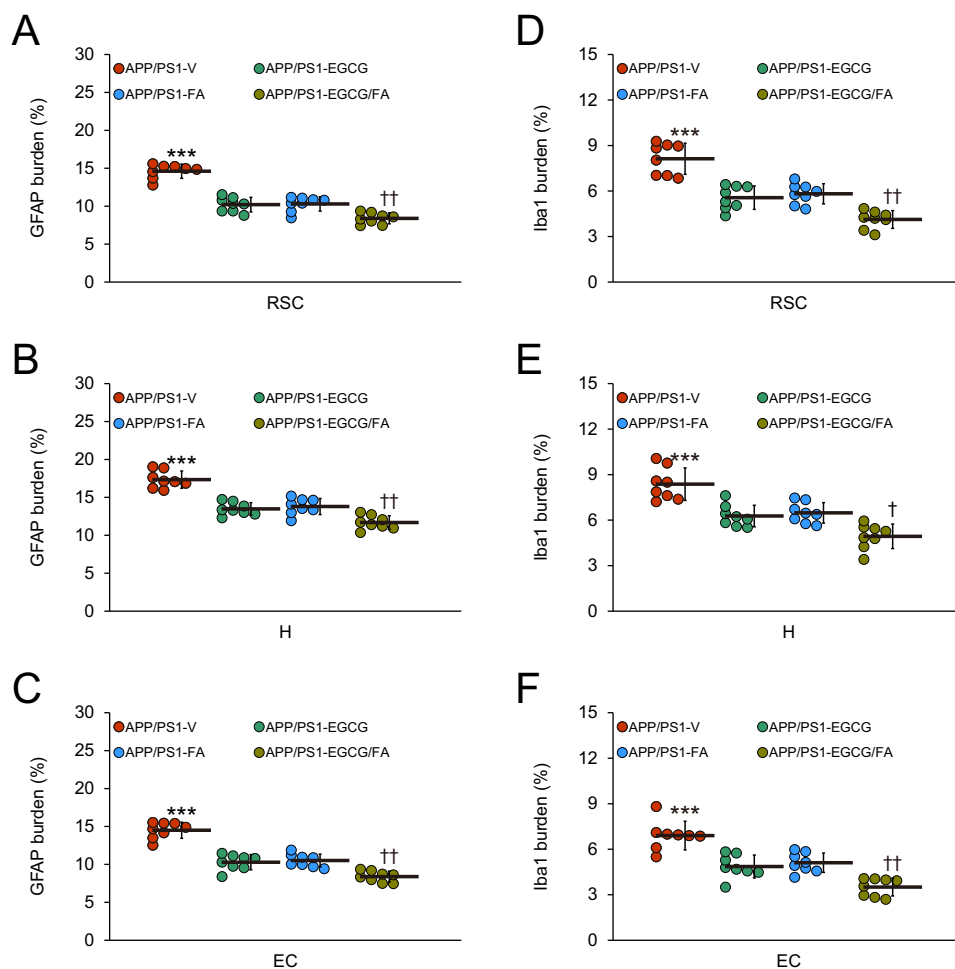 A
GFAP burden (%)
30
25
20
15
10
5
0
APP/PS1-V
APP/PS1-EGCG
APP/PS1-FA
APP/PS1-EGCG/FA
***
††
RSC
D
Iba1 burden (%)
15
12
9
6
3
0
APP/PS1-V
APP/PS1-EGCG
APP/PS1-FA
APP/PS1-EGCG/FA
***
††
RSC
B
GFAP burden (%)
30
25
20
15
10
5
0
APP/PS1-V
APP/PS1-EGCG
APP/PS1-FA
APP/PS1-EGCG/FA
***
††
H
E
Iba1 burden (%)
15
12
9
6
3
0
APP/PS1-V
APP/PS1-EGCG
APP/PS1-FA
APP/PS1-EGCG/FA
***
†
H
C
GFAP burden (%)
30
25
20
15
10
5
0
APP/PS1-V
APP/PS1-EGCG
APP/PS1-FA
APP/PS1-EGCG/FA
***
††
EC
F
Iba1 burden (%)
15
12
9
6
3
0
APP/PS1-V
APP/PS1-EGCG
APP/PS1-FA
APP/PS1-EGCG/FA
***
††
EC